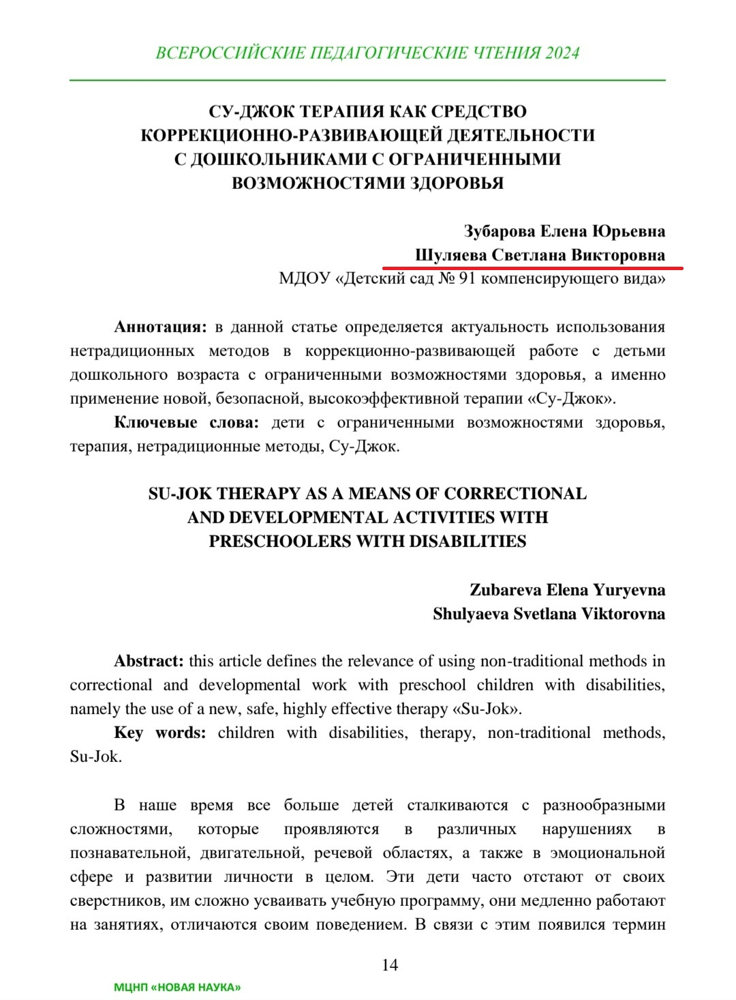 ВСЕРОССИЙСКИЕ ПЕДАГОГИЧЕСКИЕ ЧТЕНИЯ 2024
СУ-ДЖОК ТЕРАПИЯ КАК СРЕДСТВО
КОРРЕКЦИОННО-РАЗВИВАЮЩЕЙ ДЕЯТЕЛЬНОСТИ
С ДОШКОЛЬНИКАМИ С ОГРАНИЧЕННЫМИ
ВОЗМОЖНОСТЯМИ ЗДОРОВЬЯ
Зубарова Елена Юрьевна
Шуляева Светлана Викторовна
МДОУ «Детский сад № 91 компенсирующего вида»
Аннотация: в данной статье определяется актуальность использования
нетрадиционных методов в коррекционно-развивающей работе с детьми
дошкольного возраста с ограниченными возможностями здоровья, а именно
применение новой, безопасной, высокоэффективной терапии «Су-Джок».
Ключевые слова: дети с ограниченными возможностями здоровья,
терапия, нетрадиционные методы, Су-Джок.
SU-JOK THERAPY AS A MEANS OF CORRECTIONAL
AND DEVELOPMENTAL ACTIVITIES WITH
PRESCHOOLERS WITH DISABILITIES
Zubareva Elena Yuryevna
Shulyaeva Svetlana Viktorovna
Abstract: this article defines the relevance of using non-traditional methods in
correctional and developmental work with preschool children with disabilities,
namely the use of a new, safe, highly effective therapy «Su-Jok».
Key words: children with disabilities, therapy, non-traditional methods,
Su-Jok.
В наше время все больше детей сталкиваются с разнообразными
сложностями, которые проявляются в различных нарушениях в
познавательной, двигательной, речевой областях, а также в эмоциональной
сфере и развитии личности в целом. Эти дети часто отстают от своих
сверстников, им сложно усваивать учебную программу, они медленно работают
на занятиях, отличаются своим поведением. В связи с этим появился термин
14
МЦНП «НОВАЯ НАУКА»